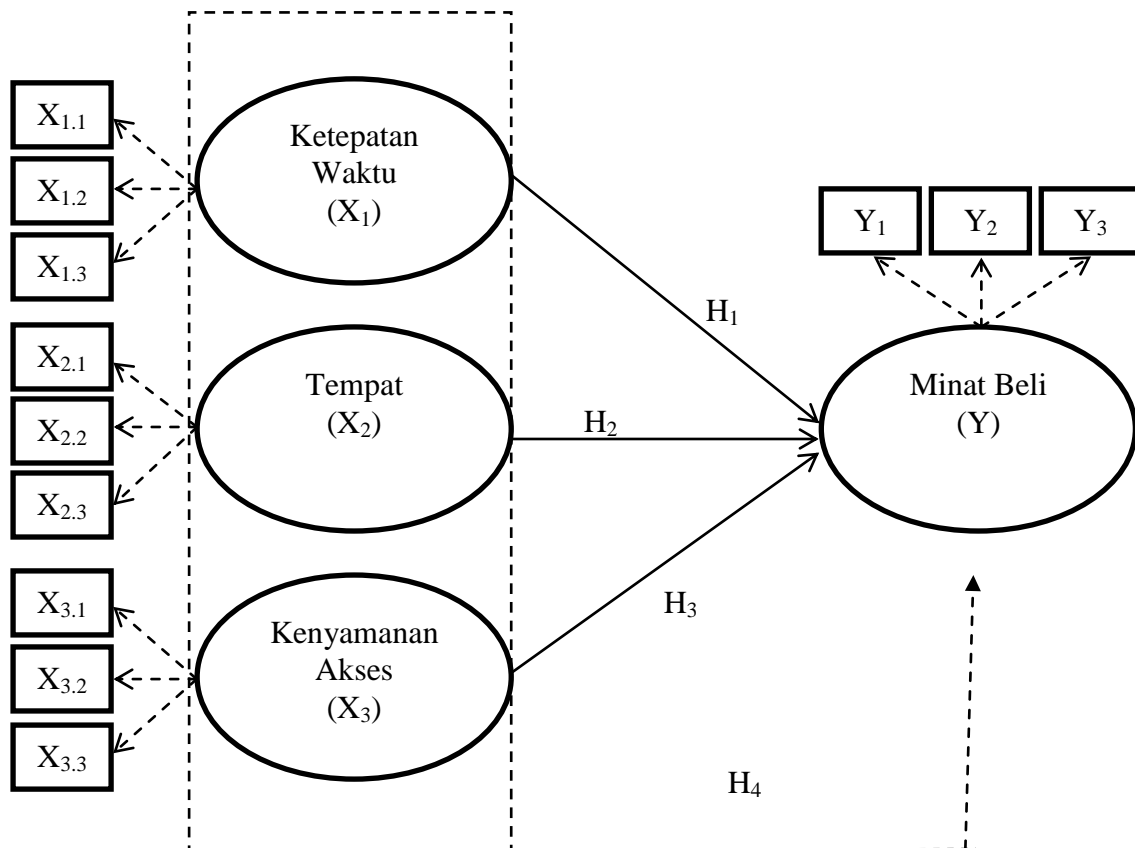 X1.1
X1.2
X1.3
Ketepatan
Waktu
(X1)
Y1
Y2
Y3
H1
X2.1
X2.2
X2.3
Tempat
(X2)
H2
Minat Beli
(Y)
X3.1
X3.2
X3.3
Kenyamanan
Akses
(X3)
H3
H4